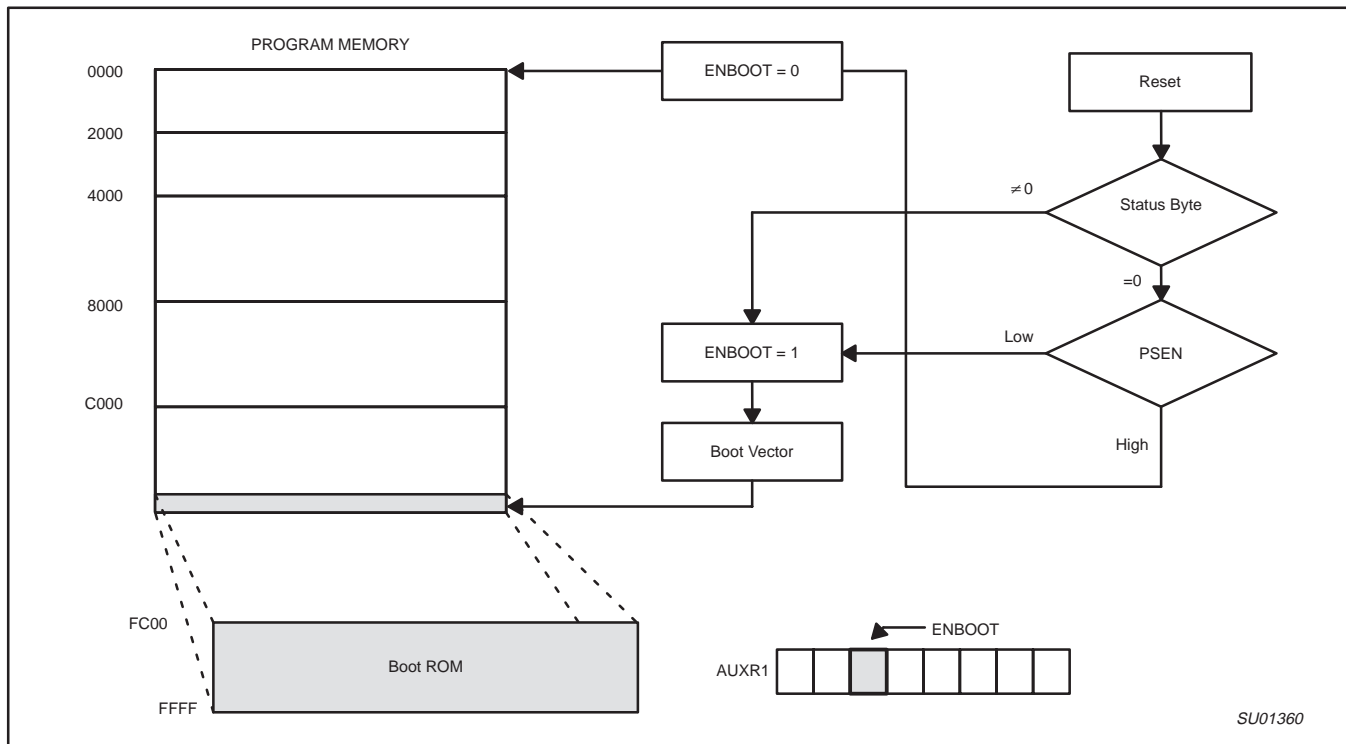 PROGRAM MEMORY
0000
2000
4000
8000
C000
ENBOOT = 0
Reset
≠0
Status Byte
=0
ENBOOT = 1
Low
PSEN
Boot Vector
High
FC00
Boot ROM
FFFF
ENBOOT
AUXR1
SU01360